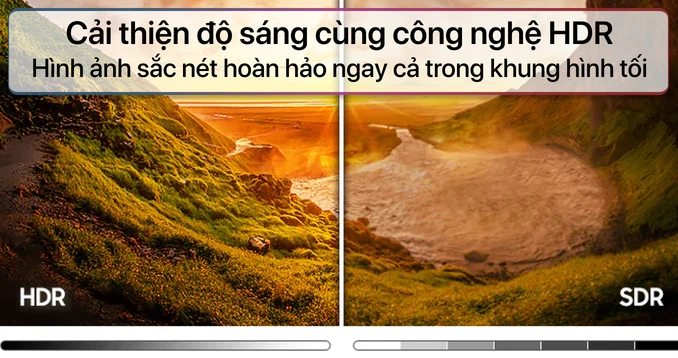 Cải thiện độ sáng cùng công nghệ HDR
Hình ảnh sắc nét hoàn hảo ngay cả trong khung hình tối
HDR
SDR